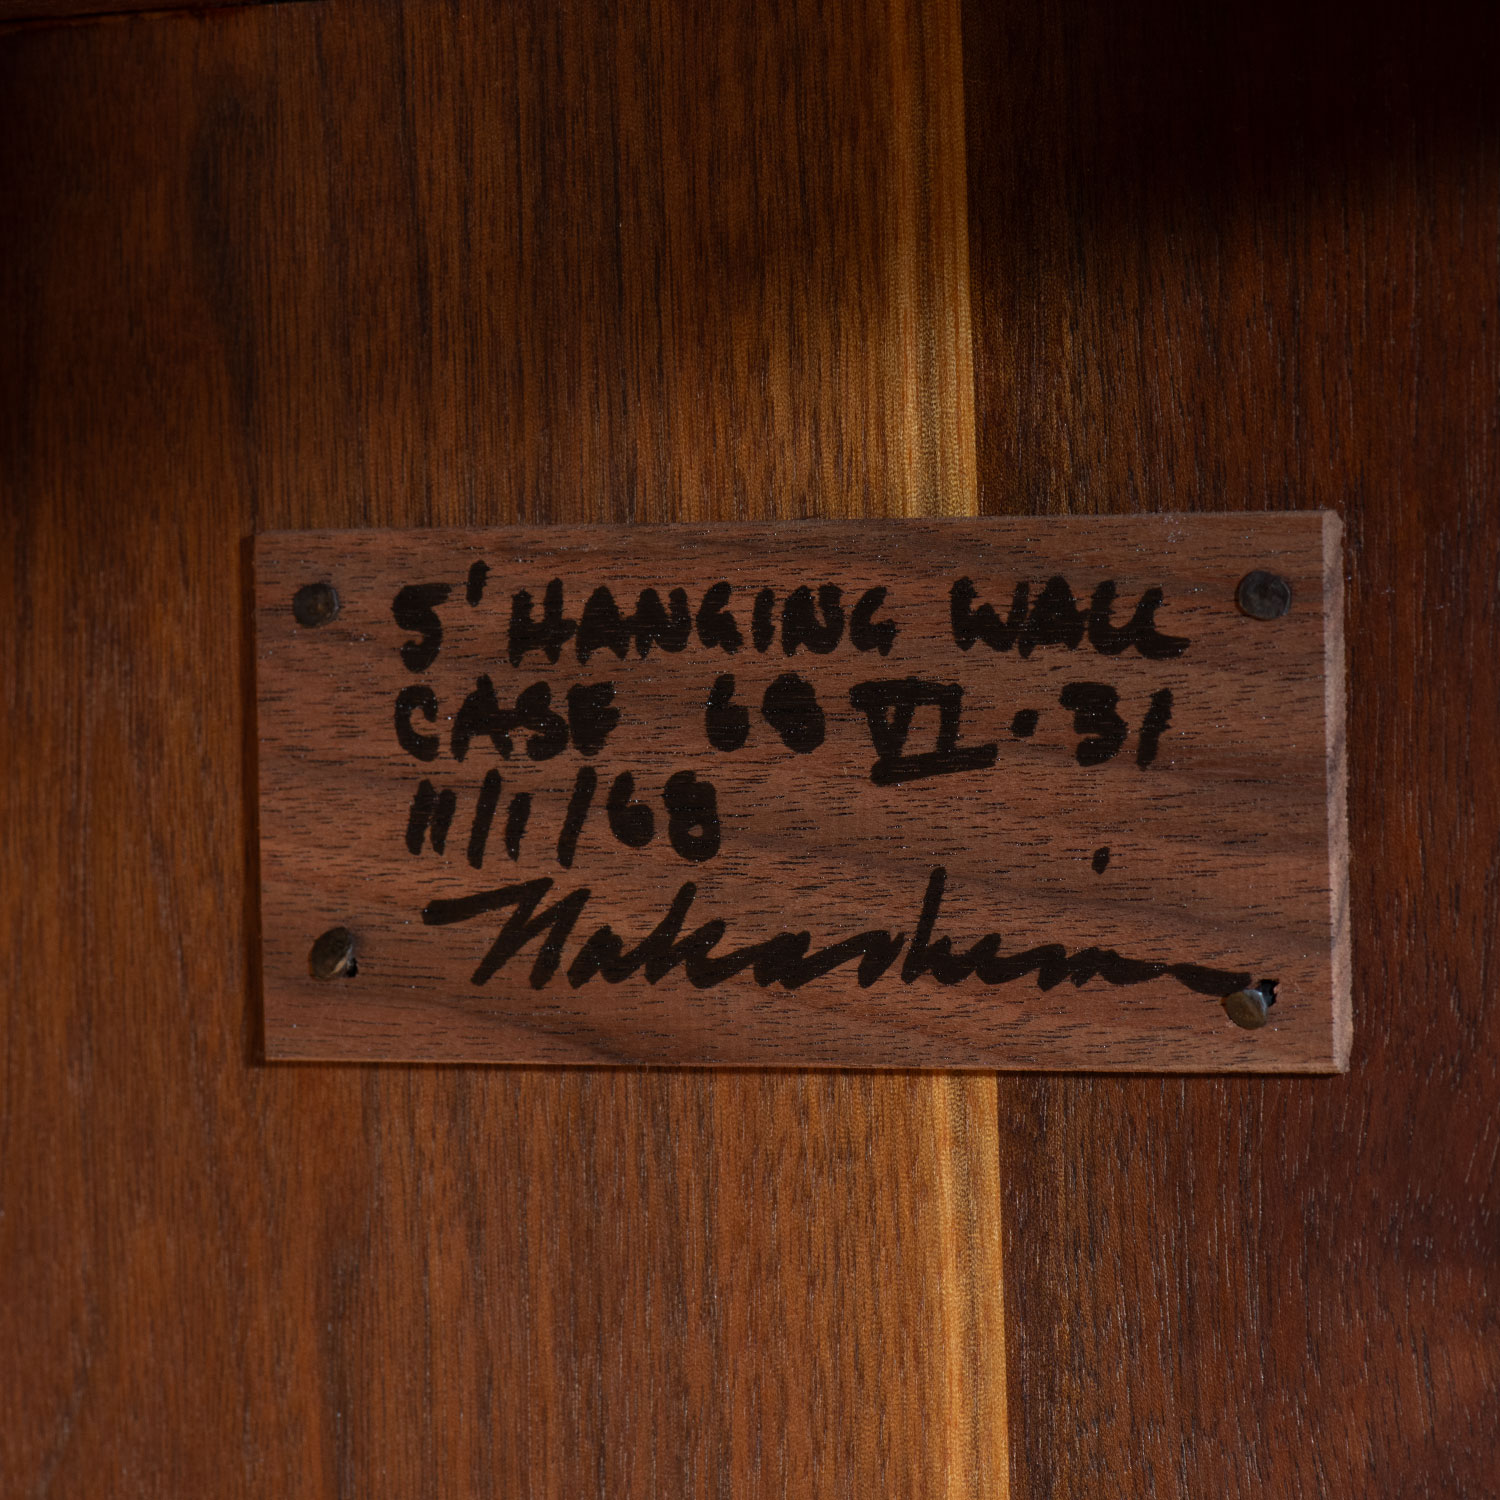 5' HANGING WALL
CASE 68 VI · 31
11/1/68
Nakashima